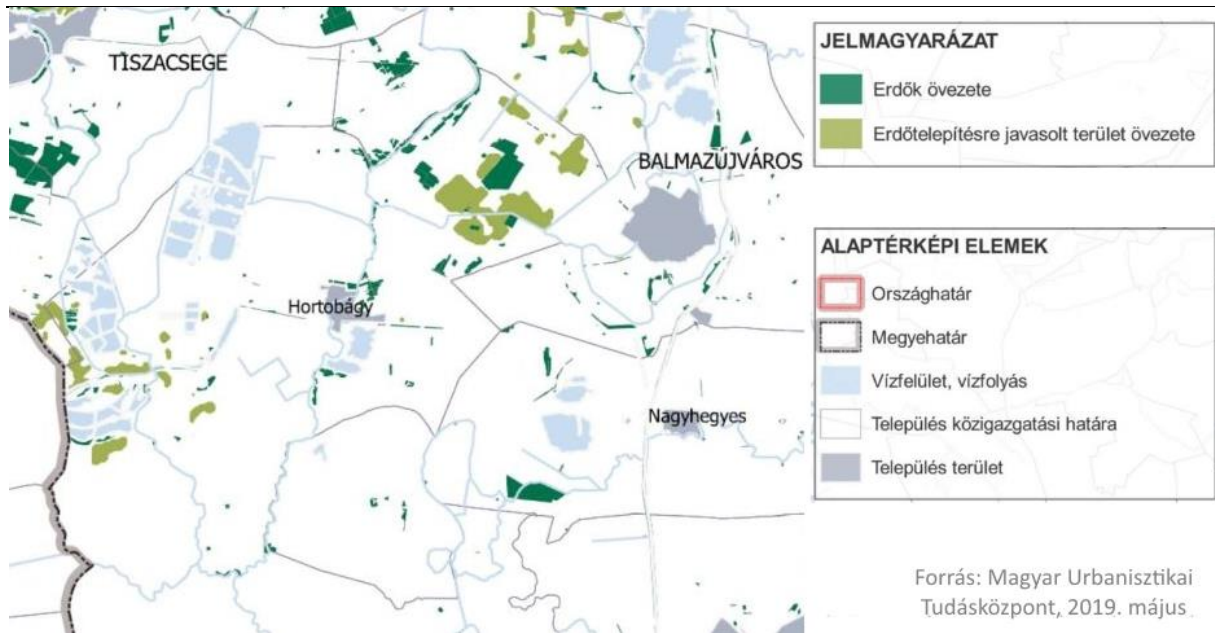 TISZACSEGE
BALMAZÚJVÁROS
Hortobágy
Nagyhegyes
JELMAGYARÁZAT
Erdők övezete
Erdőtelepítésre javasolt terület övezete
ALAPTÉRKÉPI ELEMEK
Országhatár
Megyehatár
Vízfelület, vízfolyás
Település közigazgatási határa
Település terület
Forrás: Magyar Urbanisztikai
Tudásközpont, 2019. május